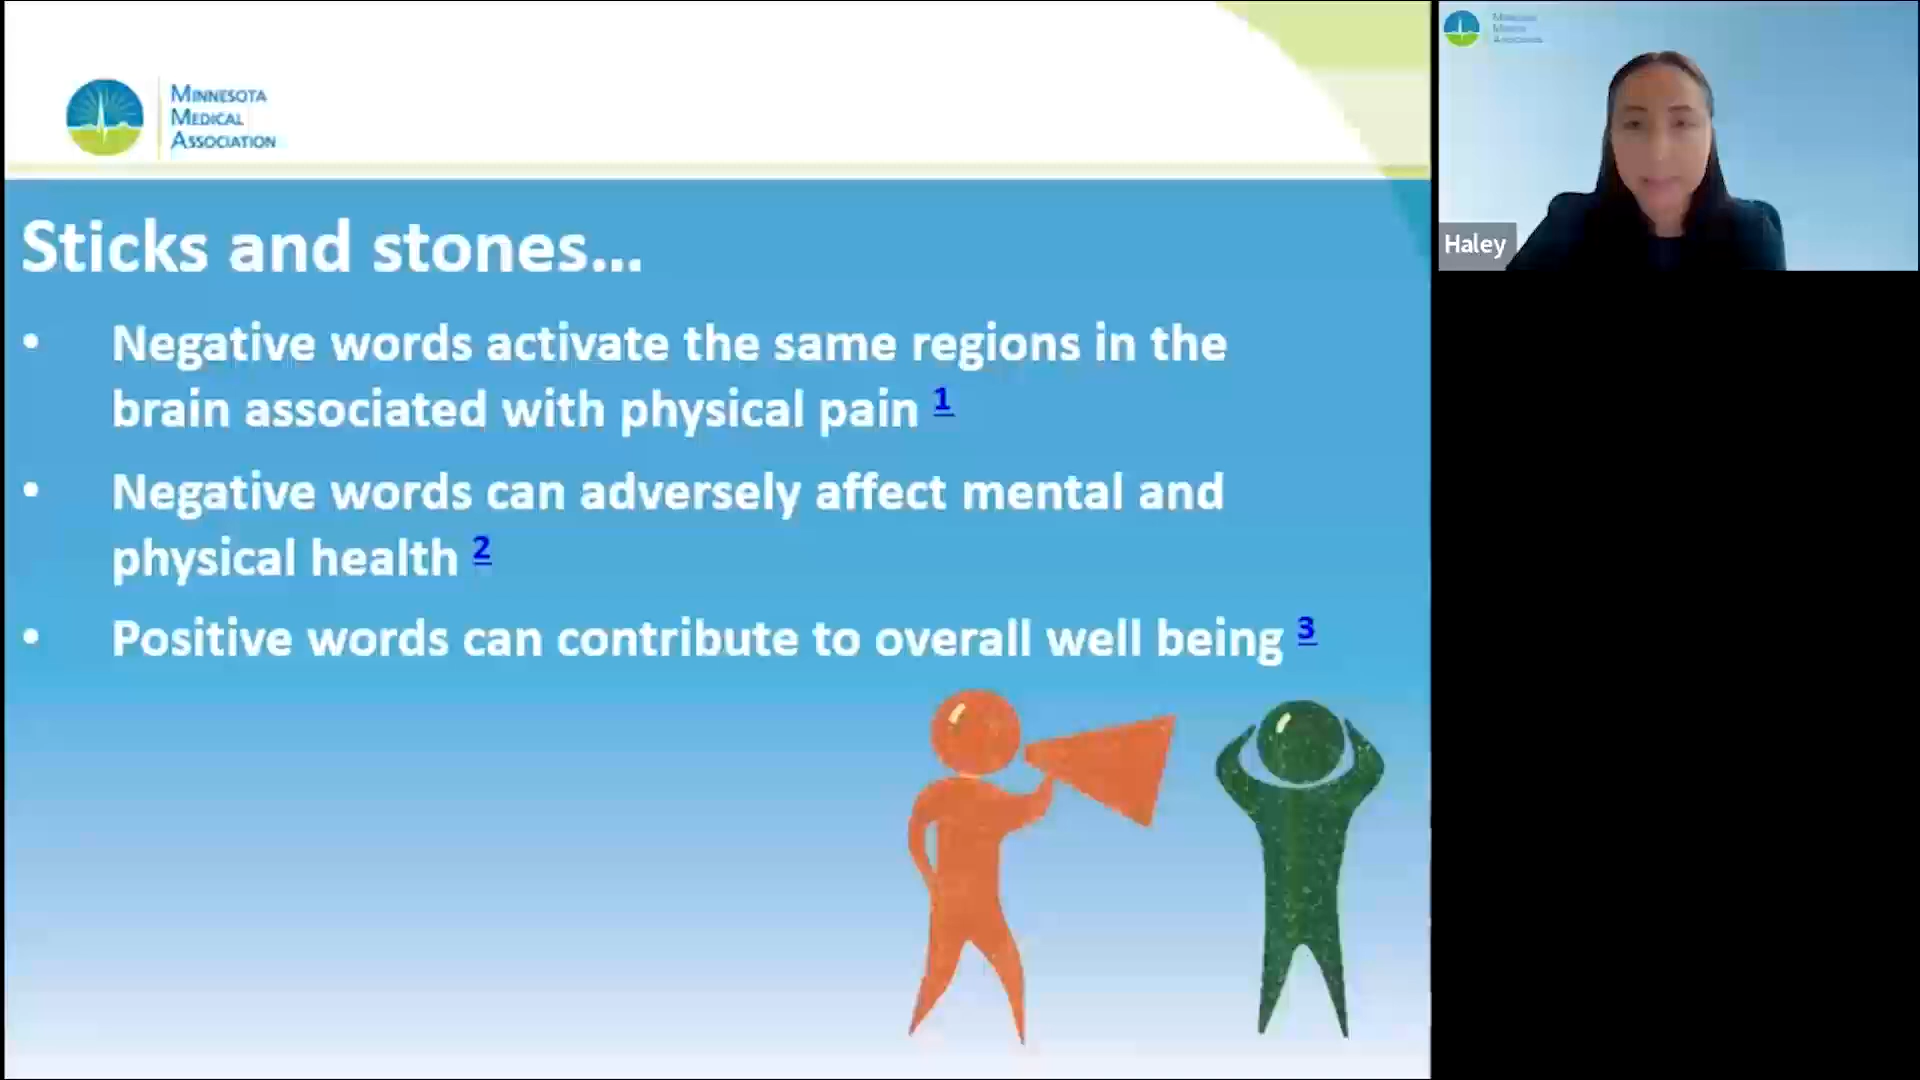 MINNESOTA
MEDICAL
ASSOCIATION
Sticks and stones...
• Negative words activate the same regions in the
brain associated with physical pain 1
• Negative words can adversely affect mental and
physical health 2
• Positive words can contribute to overall well being 3
Haley